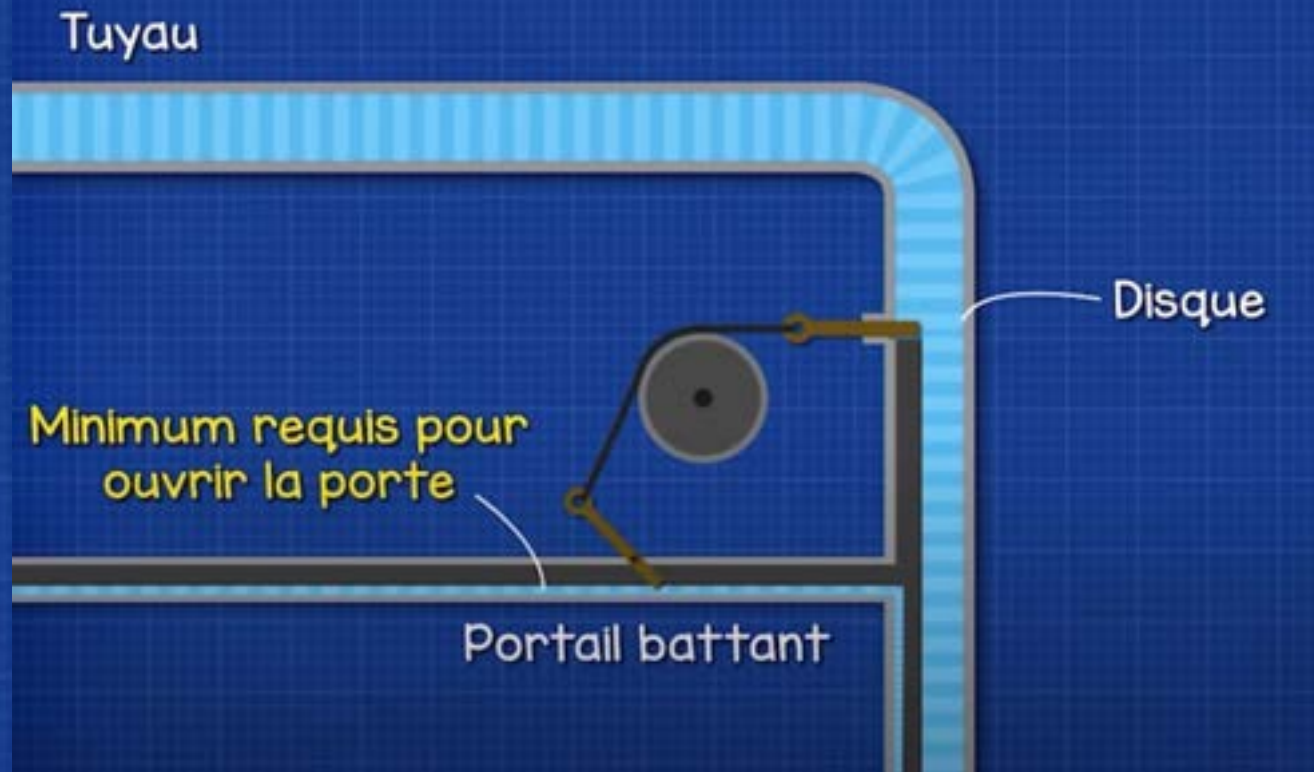 Tuyau
Disque
Minimum requis pour
ouvrir la porte
Portail battant